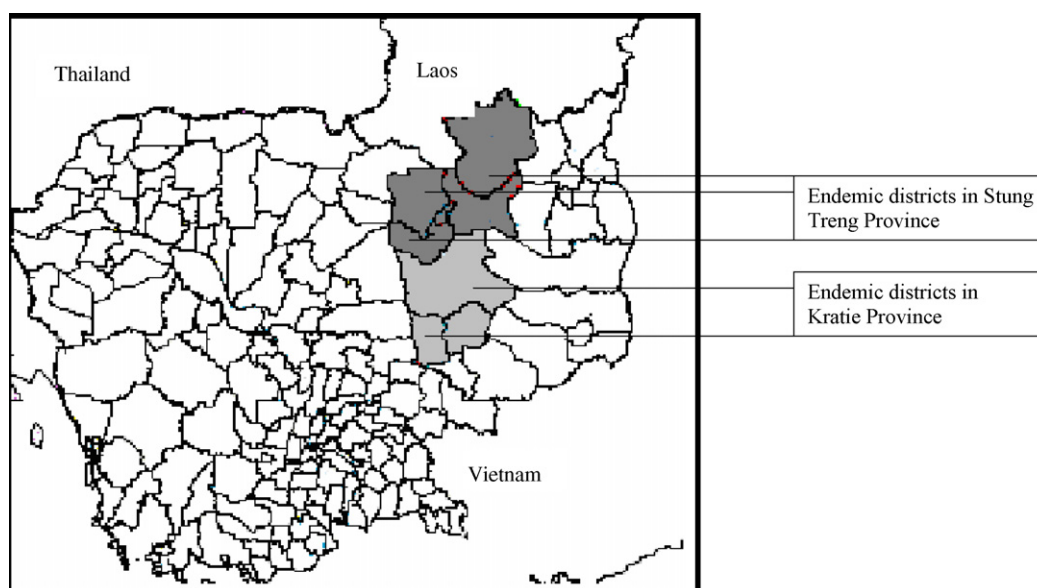 Thailand
Laos
Endemic districts in Stung
Treng Province
Endemic districts in
Kratie Province
Vietnam